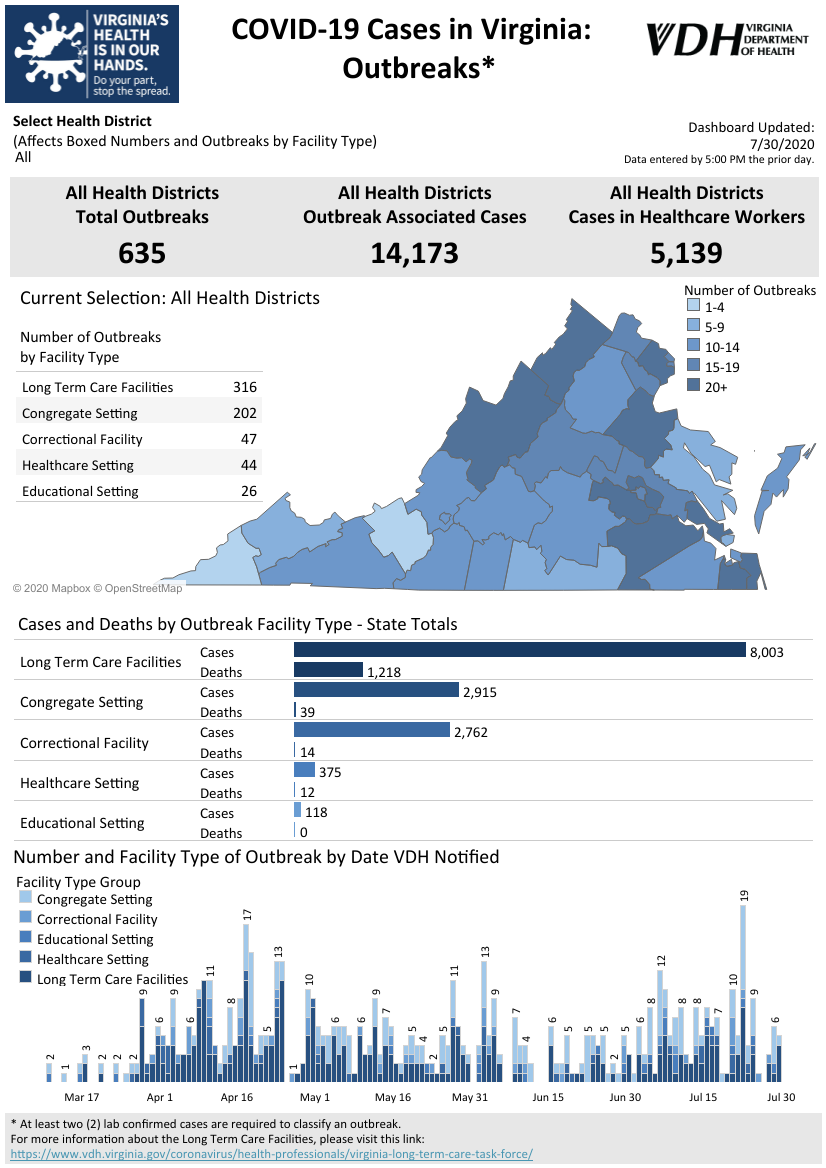 VIRGINIA'S
HEALTH
IS IN OUR
HANDS.
Do your part,
stop the spread.
COVID-19 Cases in Virginia:
Outbreaks*
VDH VIRGINIA
DEPARTMENT
OF HEALTH
Select Health District
(Affects Boxed Numbers and Outbreaks by Facility Type)
All
Dashboard Updated:
7/30/2020
Data entered by 5:00 PM the prior day.
All Health Districts
Total Outbreaks
635
All Health Districts
Outbreak Associated Cases
14,173
All Health Districts
Cases in Healthcare Workers
5,139
Current Selection: All Health Districts
Number of Outbreaks
by Facility Type
Long Term Care Facilities 316
Congregate Setting 202
Correctional Facility 47
Healthcare Setting 44
Educational Setting 26
Number of Outbreaks
1-4
5-9
10-14
15-19
20+
© 2020 Mapbox © OpenStreetMap
Cases and Deaths by Outbreak Facility Type - State Totals
Long Term Care Facilities
Cases 8,003
Deaths 1,218
Congregate Setting
Cases 2,915
Deaths 39
Correctional Facility
Cases 2,762
Deaths 14
Healthcare Setting
Cases 375
Deaths 12
Educational Setting
Cases 118
Deaths 0
Number and Facility Type of Outbreak by Date VDH Notified
Facility Type Group
Congregate Setting
Correctional Facility
Educational Setting
Healthcare Setting
Long Term Care Facilities
2 1 3 2 2 2 9 6 9 6 11 8 17 5 13 1 10 6 6 9 7 5 4 2 5 11 13 9 7 4 6 5 5 5 2 5 6 8 12 8 8 7 10 19 9 6
Mar 17 Apr 1 Apr 16 May 1 May 16 May 31 Jun 15 Jun 30 Jul 15 Jul 30
* At least two (2) lab confirmed cases are required to classify an outbreak.
For more information about the Long Term Care Facilities, please visit this link:
https://www.vdh.virginia.gov/coronavirus/health-professionals/virginia-long-term-care-task-force/